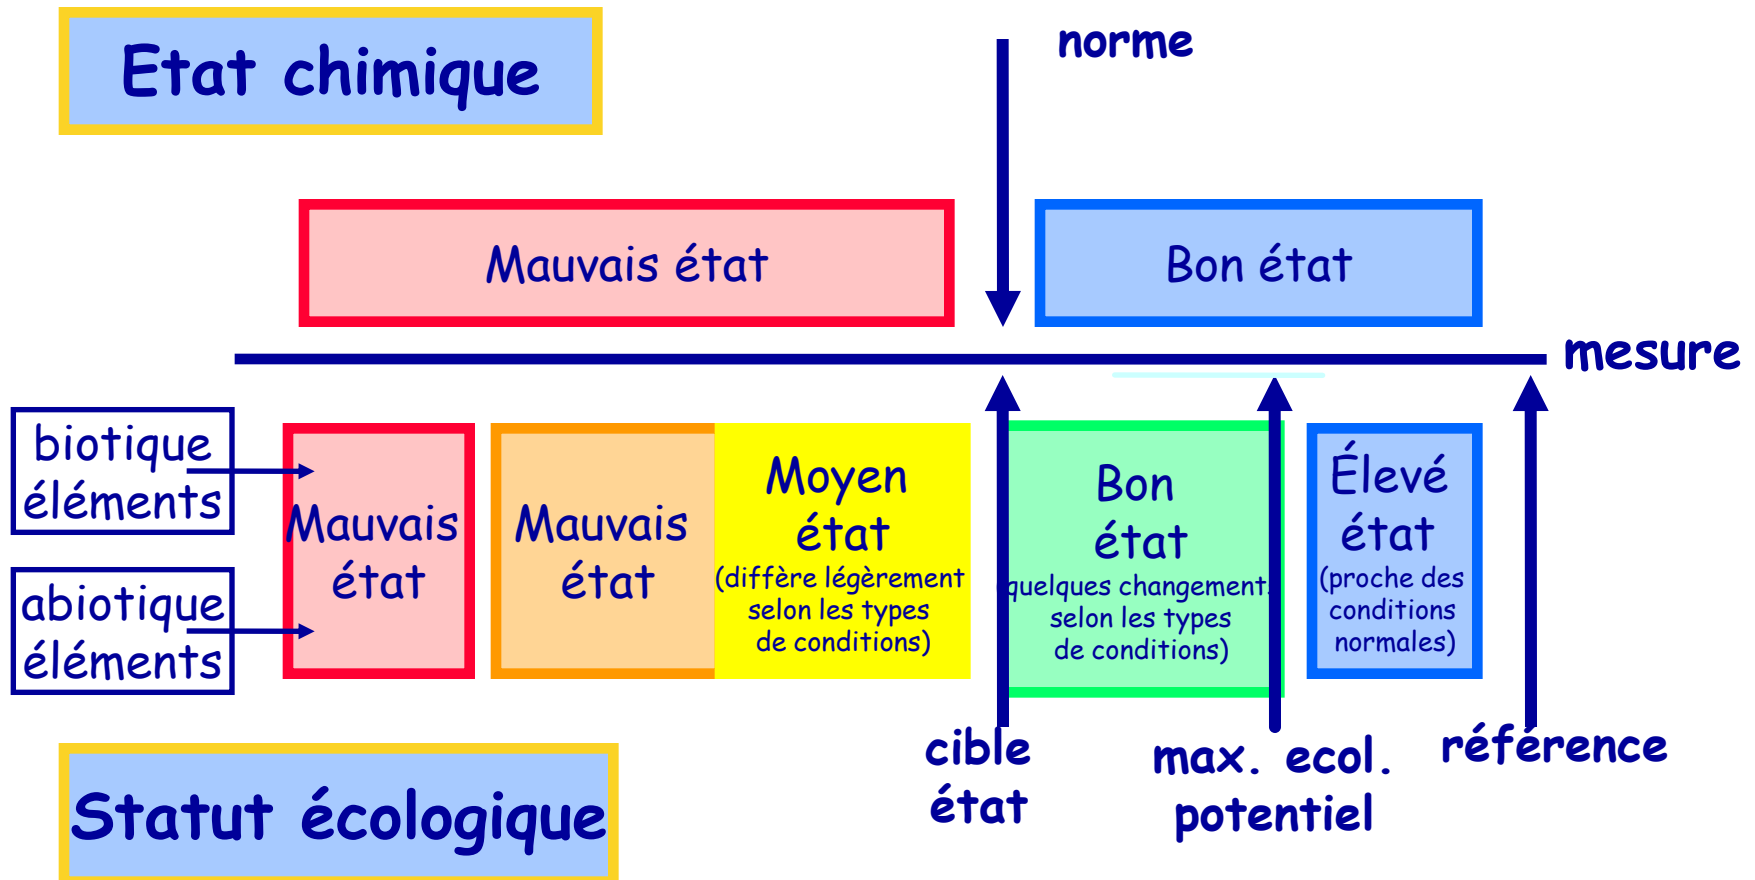 Etat chimique
norme
Mauvais état
Bon état
mesure
biotique
éléments
abiotique
éléments
Mauvais
état
Mauvais
état
Moyen
état
(diffère légèrement
selon les types
de conditions)
Bon
état
(quelques changements
selon les types
de conditions)
Élevé
état
(proche des
conditions
normales)
cible
état
max. ecol.
potentiel
référence
Statut écologique